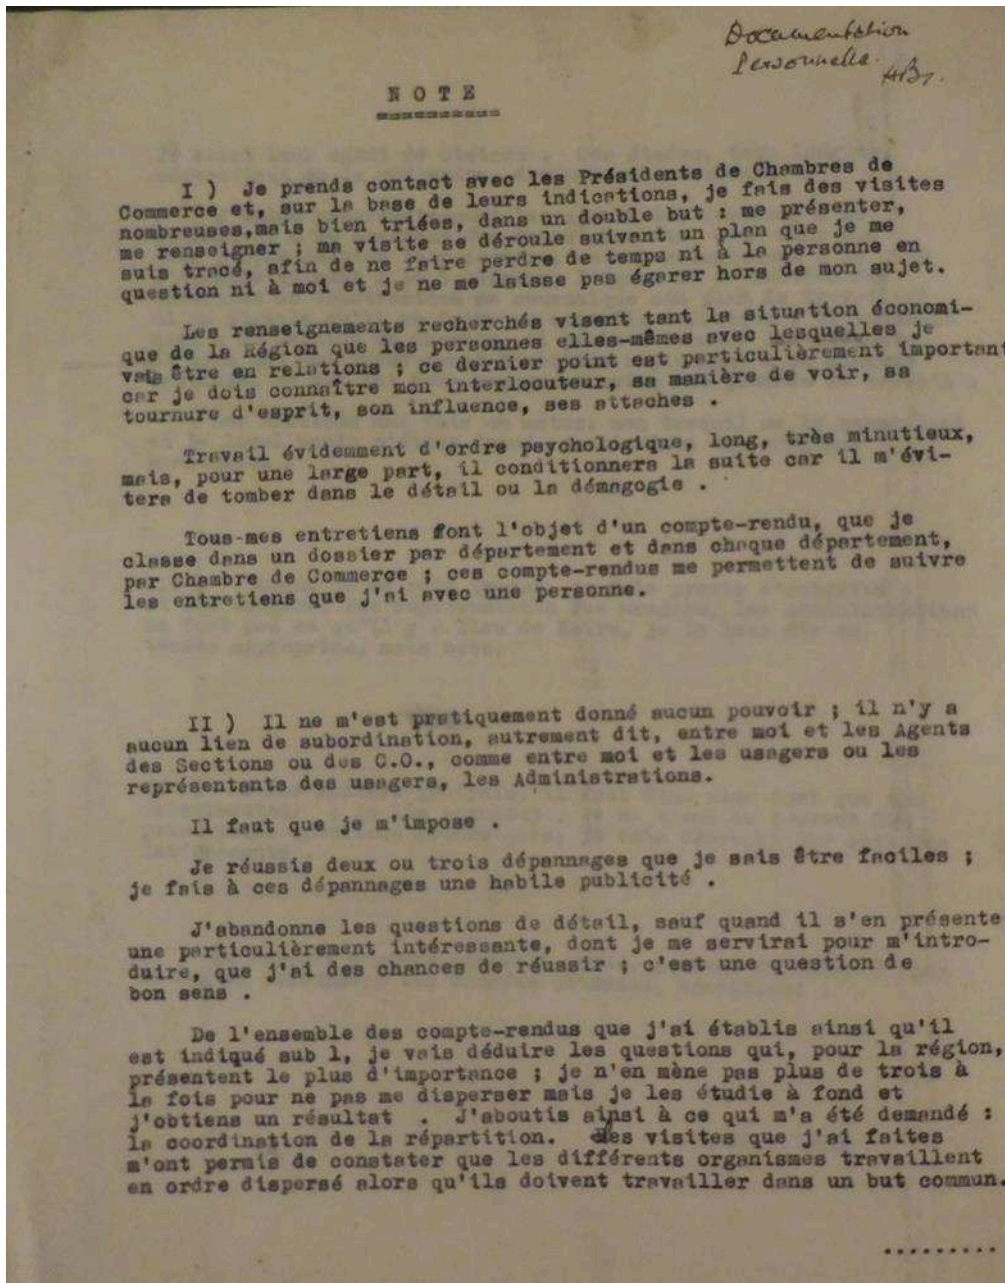 Documentation
Personnelle.
HBr.
N O T E
==========
I ) Je prends contact avec les Présidents de Chambres de
Commerce et, sur la base de leurs indications, je fais des visites
nombreuses,mais bien triées, dans un double but : me présenter,
me renseigner ; ma visite se déroule suivant un plan que je me
suis tracé, afin de ne faire perdre de temps ni à la personne en
question ni à moi et je ne me laisse pas égarer hors de mon sujet.
Les renseignements recherchés visent tant la situation économi-
que de la Région que les personnes elles-mêmes avec lesquelles je
vais être en relations ; ce dernier point est particulièrement important
car je dois connaître mon interlocuteur, sa manière de voir, sa
tournure d'esprit, son influence, ses attaches .
Travail évidemment d'ordre psychologique, long, très minutieux,
mais, pour une large part, il conditionnera la suite car il m'évi-
tera de tomber dans le détail ou la démagogie .
Tous-mes entretiens font l'objet d'un compte-rendu, que je
classe dans un dossier par département et dans chaque département,
par Chambre de Commerce ; ces compte-rendus me permettent de suivre
les entretiens que j'ai avec une personne.
II ) Il ne m'est pratiquement donné aucun pouvoir ; il n'y a
aucun lien de subordination, autrement dit, entre moi et les Agents
des Sections ou des C.O., comme entre moi et les usagers ou les
représentants des usagers, les Administrations.
Il faut que je m'impose .
Je réussis deux ou trois dépannages que je sais être faciles ;
je fais à ces dépannages une habile publicité .
J'abandonne les questions de détail, sauf quand il s'en présente
une particulièrement intéressante, dont je me servirai pour m'intro-
duire, que j'ai des chances de réussir ; c'est une question de
bon sens .
De l'ensemble des compte-rendus que j'ai établis ainsi qu'il
est indiqué sub 1, je vais déduire les questions qui, pour la région,
présentent le plus d'importance ; je n'en mène pas plus de trois à
la fois pour ne pas me disperser mais je les étudie à fond et
j'obtiens un résultat . J'aboutis ainsi à ce qui m'a été demandé :
la coordination de la répartition. Les visites que j'ai faites
m'ont permis de constater que les différents organismes travaillent
en ordre dispersé alors qu'ils doivent travailler dans un but commun.
.........